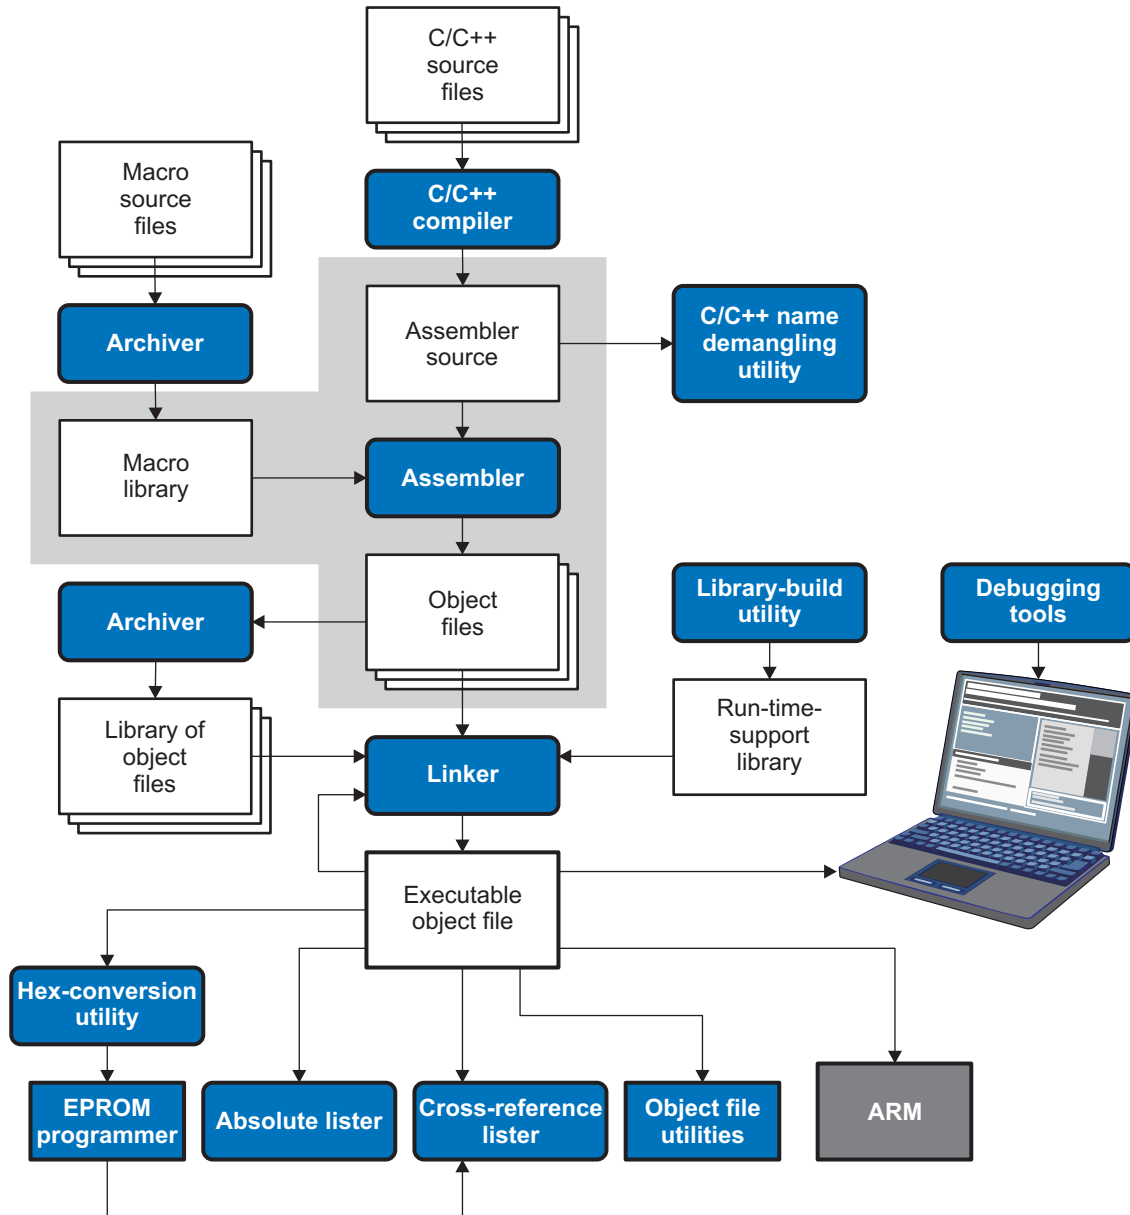 C/C++
source
files
Macro
source
files
C/C++
compiler
Archiver
Assembler
source
C/C++ name
demangling
utility
Macro
library
Assembler
Archiver
Object
files
Library-build
utility
Debugging
tools
Library of
object
files
Linker
Run-time-
support
library
Executable
object file
Hex-conversion
utility
EPROM
programmer
Absolute lister
Cross-reference
lister
Object file
utilities
ARM